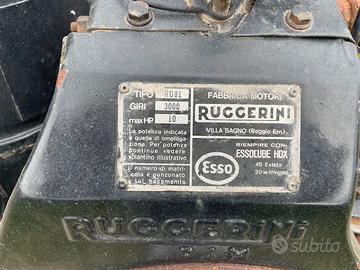 TIPO RD81
GIRI 3000
max HP 10
La potenza indicata
è quella di omologa-
zione. Per potenze
continue vedere
volantino illustrativo
Il numero di matri-
cola è punzonato
sul basamento
FABBRICA MOTORI
RUGGERINI
VILLA BAGNO (Reggio Em.)
RIEMPIRE CON:
ESSOLUBE HDX
40 Estate
20 w Inverno
Esso
RUGGERINI
subito